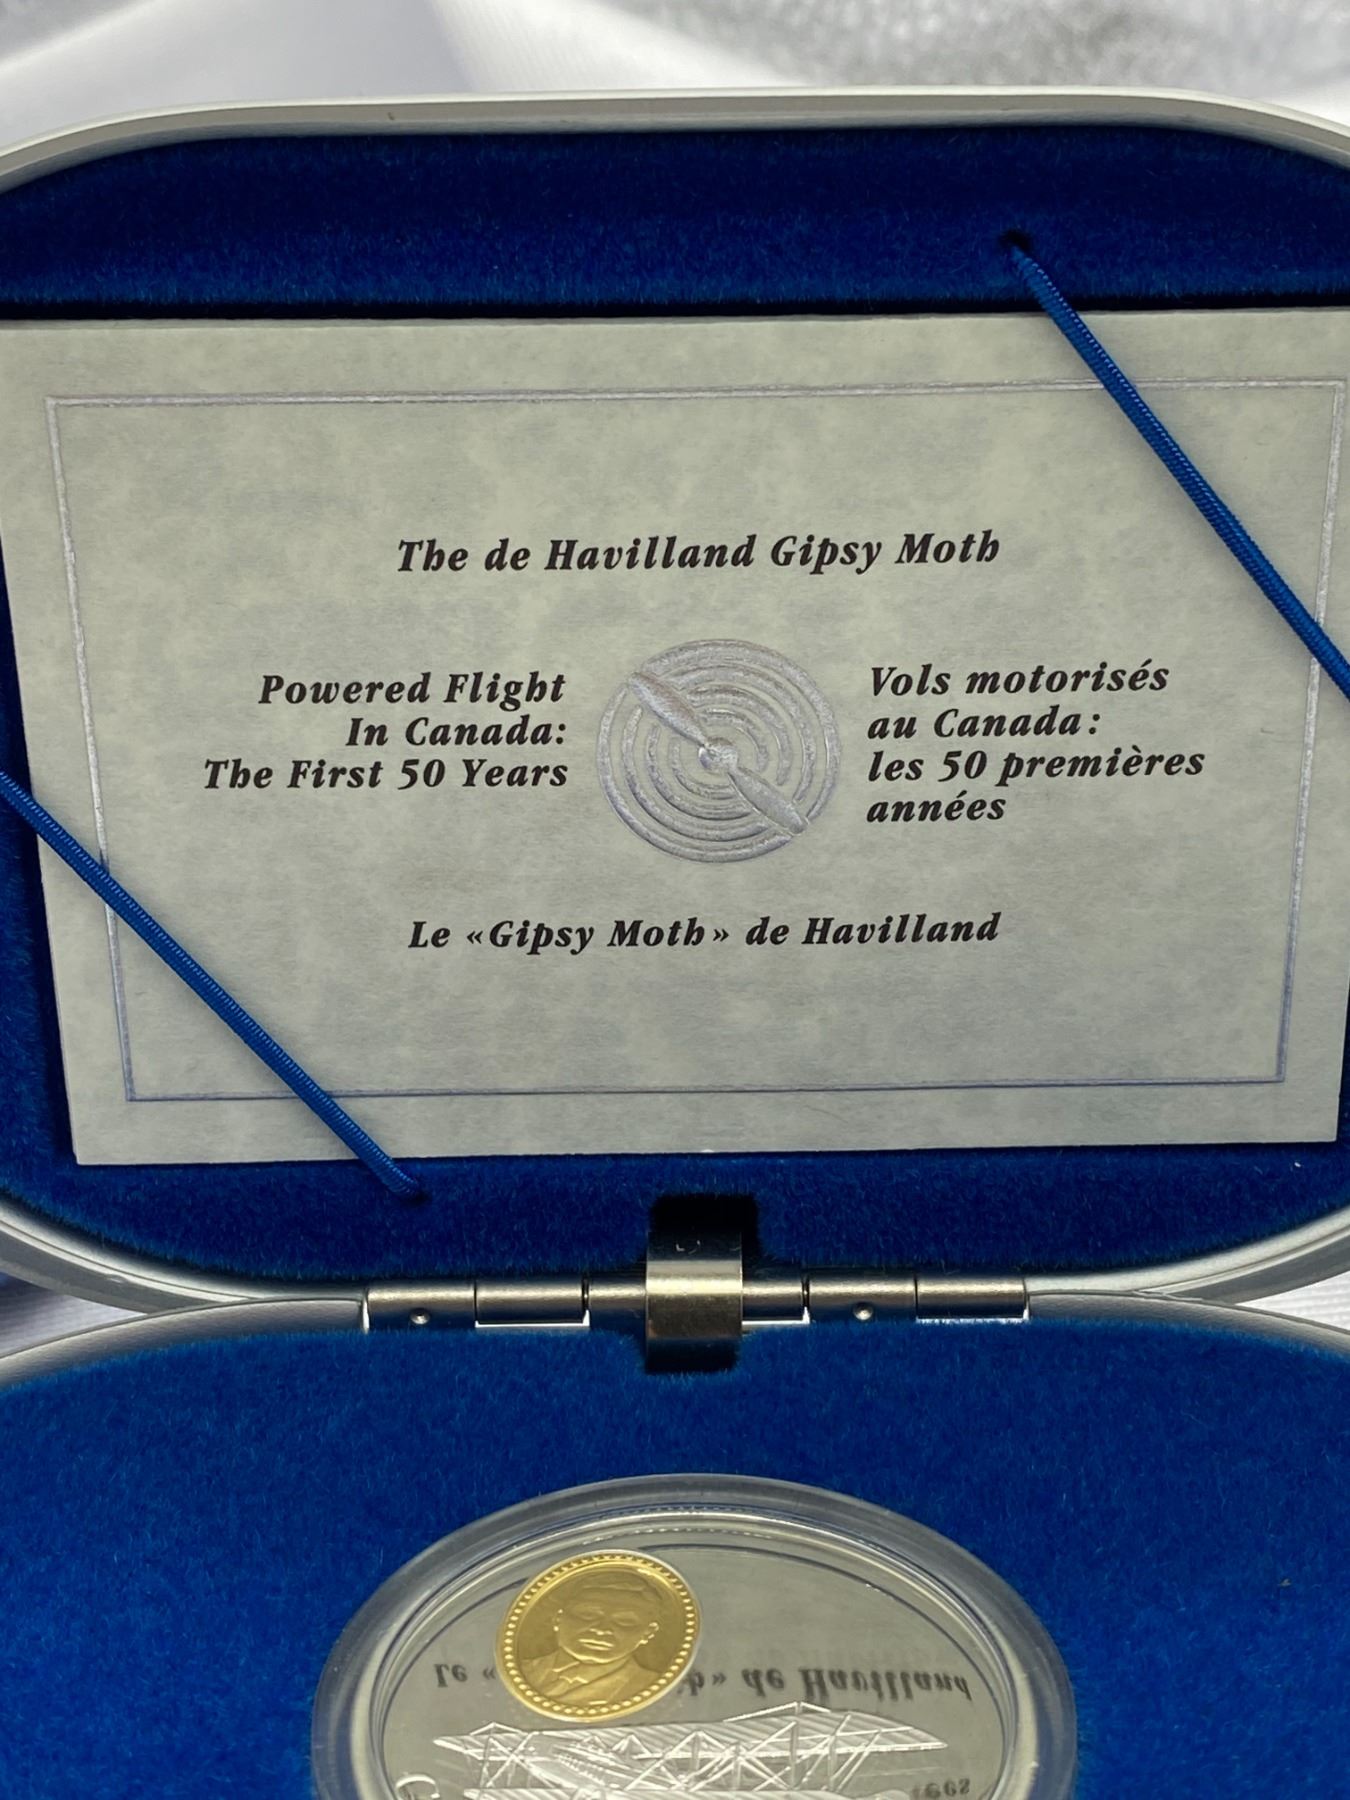 The de Havilland Gipsy Moth
Powered Flight
In Canada:
The First 50 Years
Vols motorisés
au Canada :
les 50 premières
années
Le «Gipsy Moth» de Havilland